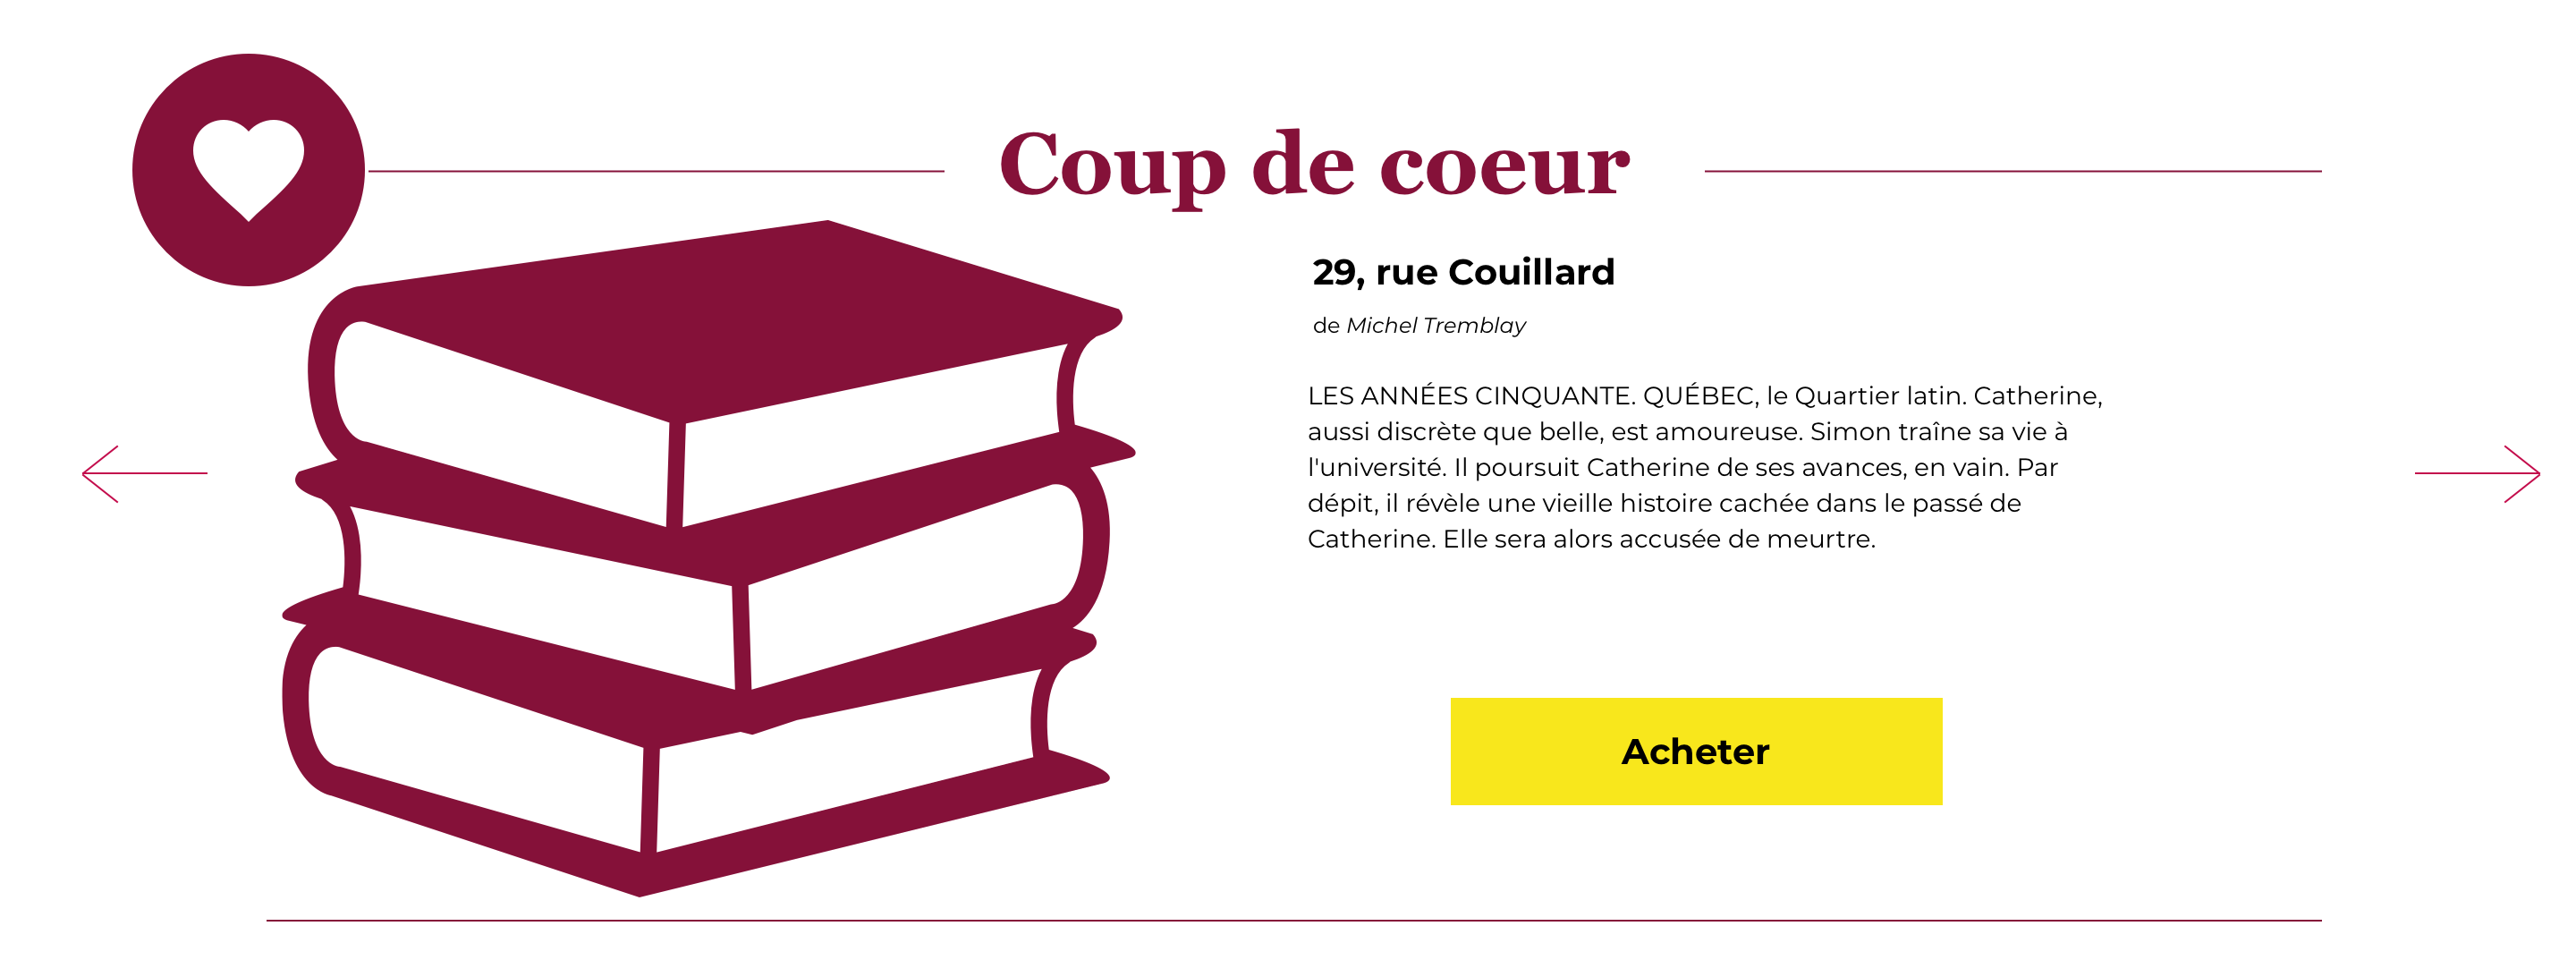 Coup de coeur
29, rue Couillard
de Michel Tremblay
LES ANNÉES CINQUANTE. QUÉBEC, le Quartier latin. Catherine,
aussi discrète que belle, est amoureuse. Simon traîne sa vie à
l'université. Il poursuit Catherine de ses avances, en vain. Par
dépit, il révèle une vieille histoire cachée dans le passé de
Catherine. Elle sera alors accusée de meurtre.
Acheter